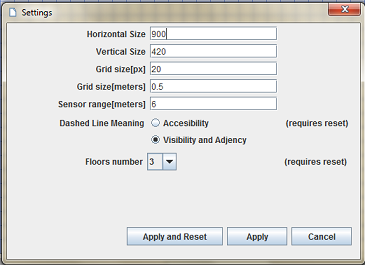 Settings
Horizontal Size 900
Vertical Size 420
Grid size[px] 20
Grid size[meters] 0.5
Sensor range[meters] 6
Dashed Line Meaning Accesibility (requires reset)
Visibility and Adjency
Floors number 3 (requires reset)
Apply and Reset Apply Cancel